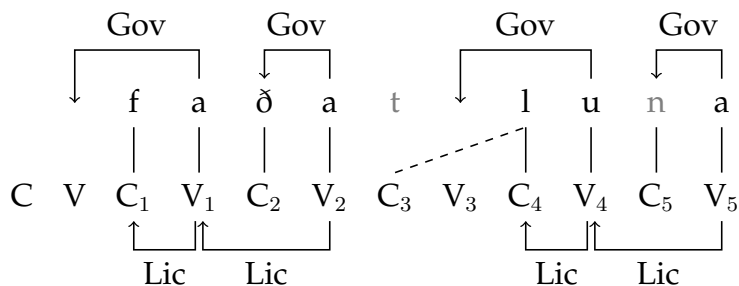 Gov Gov Gov Gov
f a ð a t l u n a
C V C₁ V₁ C₂ V₂ C₃ V₃ C₄ V₄ C₅ V₅
Lic Lic Lic Lic